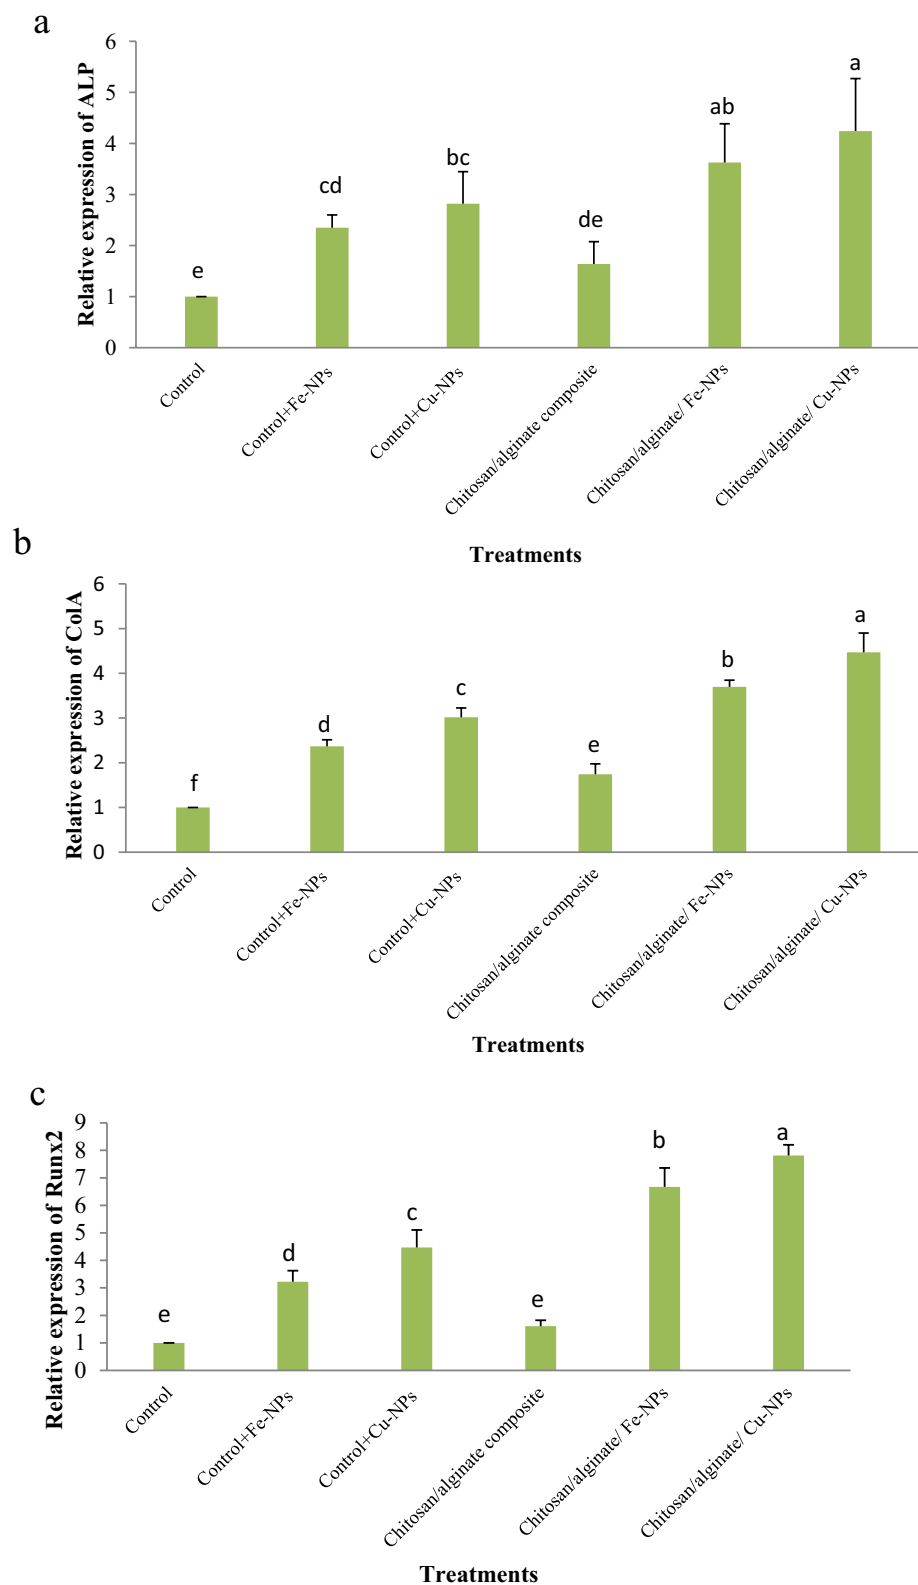 a
Relative expression of ALP
6
5
4
3
2
1
0
e
cd
bc
de
ab
a
Control
Control+Fe-NPs
Control+Cu-NPs
Chitosan/alginate composite
Chitosan/alginate/ Fe-NPs
Chitosan/alginate/ Cu-NPs
Treatments
b
Relative expression of ColA
6
5
4
3
2
1
0
f
d
c
e
b
a
Control
Control+Fe-NPs
Control+Cu-NPs
Chitosan/alginate composite
Chitosan/alginate/ Fe-NPs
Chitosan/alginate/ Cu-NPs
Treatments
c
Relative expression of Runx2
9
8
7
6
5
4
3
2
1
0
e
d
c
e
b
a
Control
Control+Fe-NPs
Control+Cu-NPs
Chitosan/alginate composite
Chitosan/alginate/ Fe-NPs
Chitosan/alginate/ Cu-NPs
Treatments